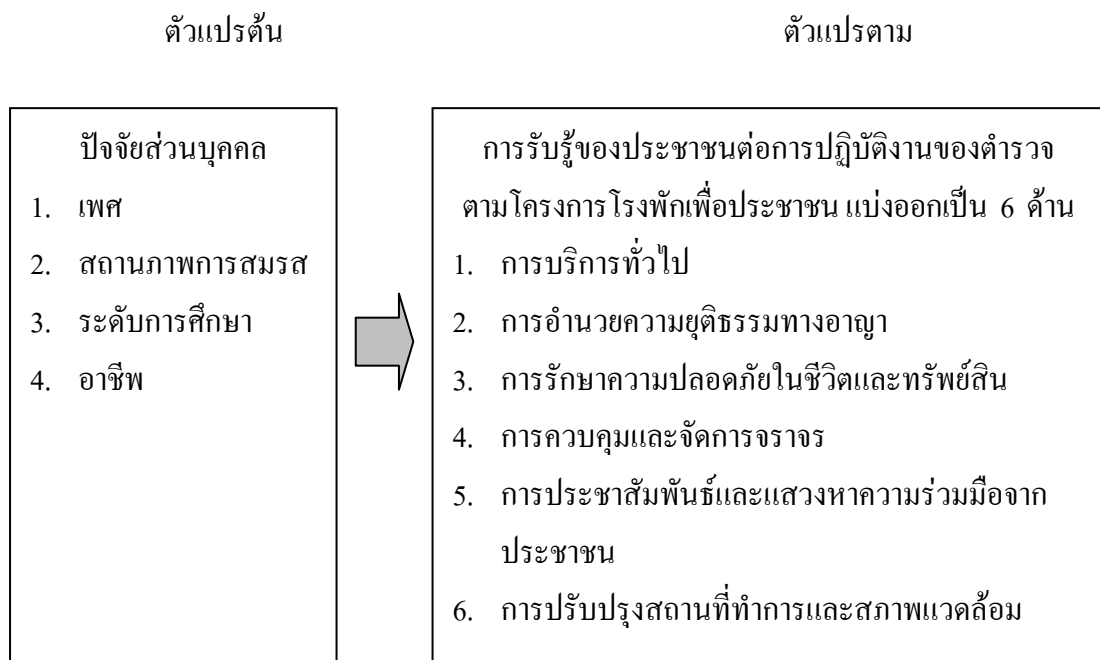 ตัวแปรต้น
ตัวแปรตาม
ปัจจัยส่วนบุคคล
1. เพศ
2. สถานภาพการสมรส
3. ระดับการศึกษา
4. อาชีพ
การรับรู้ของประชาชนต่อการปฏิบัติงานของตำรวจ
ตามโครงการโรงพักเพื่อประชาชน แบ่งออกเป็น 6 ด้าน
1. การบริการทั่วไป
2. การอำนวยความยุติธรรมทางอาญา
3. การรักษาความปลอดภัยในชีวิตและทรัพย์สิน
4. การควบคุมและจัดการจราจร
5. การประชาสัมพันธ์และแสวงหาความร่วมมือจาก
ประชาชน
6. การปรับปรุงสถานที่ทำการและสภาพแวดล้อม